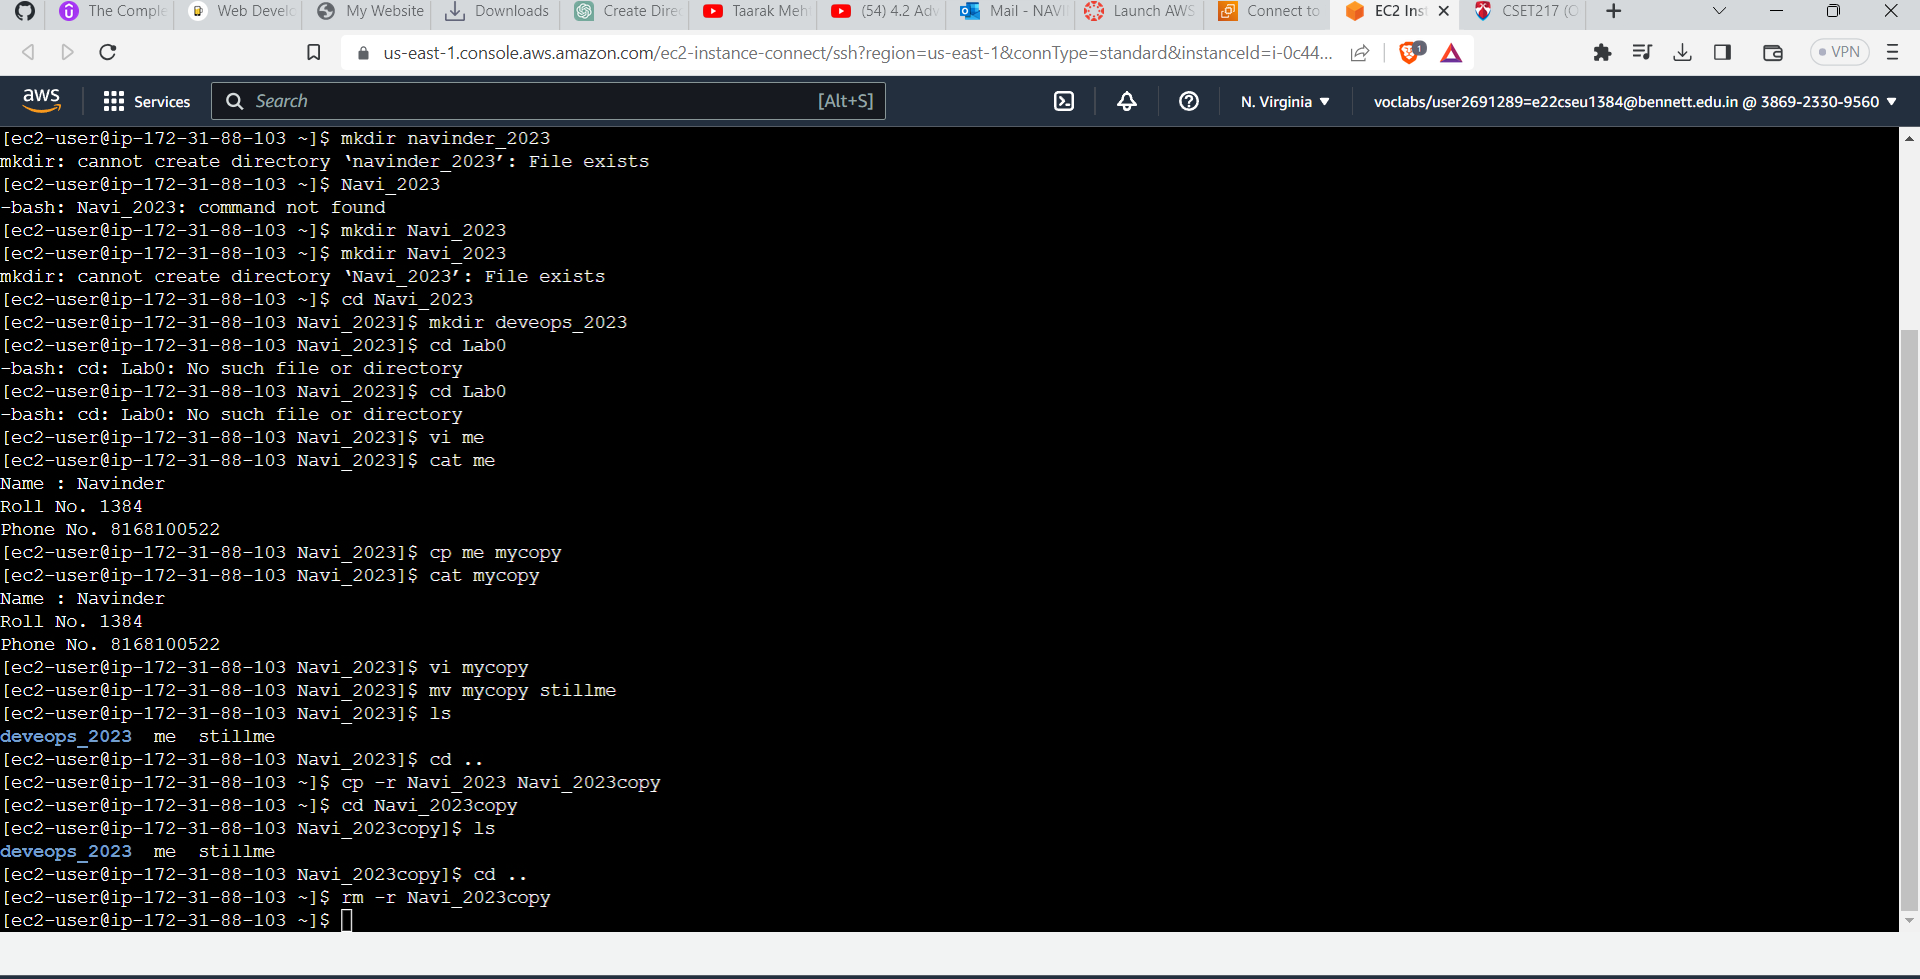 The Comple
Web Develo
My Website
Downloads
Create Direc
Taarak Meh
(54) 4.2 Adv
Mail - NAVI
Launch AWS
Connect to
EC2 Inst
CSET217 (O
us-east-1.console.aws.amazon.com/ec2-instance-connect/ssh?region=us-east-1&connType=standard&instanceId=i-0c44...
1
VPN
aws
Services
Search
[Alt+S]
N. Virginia
voclabs/user2691289=e22cseu1384@bennett.edu.in @ 3869-2330-9560
[ec2-user@ip-172-31-88-103 ~]$ mkdir navinder_2023
mkdir: cannot create directory ‘navinder_2023’: File exists
[ec2-user@ip-172-31-88-103 ~]$ Navi_2023
-bash: Navi_2023: command not found
[ec2-user@ip-172-31-88-103 ~]$ mkdir Navi_2023
[ec2-user@ip-172-31-88-103 ~]$ mkdir Navi_2023
mkdir: cannot create directory ‘Navi_2023’: File exists
[ec2-user@ip-172-31-88-103 ~]$ cd Navi_2023
[ec2-user@ip-172-31-88-103 Navi_2023]$ mkdir deveops_2023
[ec2-user@ip-172-31-88-103 Navi_2023]$ cd Lab0
-bash: cd: Lab0: No such file or directory
[ec2-user@ip-172-31-88-103 Navi_2023]$ cd Lab0
-bash: cd: Lab0: No such file or directory
[ec2-user@ip-172-31-88-103 Navi_2023]$ vi me
[ec2-user@ip-172-31-88-103 Navi_2023]$ cat me
Name : Navinder
Roll No. 1384
Phone No. 8168100522
[ec2-user@ip-172-31-88-103 Navi_2023]$ cp me mycopy
[ec2-user@ip-172-31-88-103 Navi_2023]$ cat mycopy
Name : Navinder
Roll No. 1384
Phone No. 8168100522
[ec2-user@ip-172-31-88-103 Navi_2023]$ vi mycopy
[ec2-user@ip-172-31-88-103 Navi_2023]$ mv mycopy stillme
[ec2-user@ip-172-31-88-103 Navi_2023]$ ls
deveops_2023  me  stillme
[ec2-user@ip-172-31-88-103 Navi_2023]$ cd ..
[ec2-user@ip-172-31-88-103 ~]$ cp -r Navi_2023 Navi_2023copy
[ec2-user@ip-172-31-88-103 ~]$ cd Navi_2023copy
[ec2-user@ip-172-31-88-103 Navi_2023copy]$ ls
deveops_2023  me  stillme
[ec2-user@ip-172-31-88-103 Navi_2023copy]$ cd ..
[ec2-user@ip-172-31-88-103 ~]$ rm -r Navi_2023copy
[ec2-user@ip-172-31-88-103 ~]$